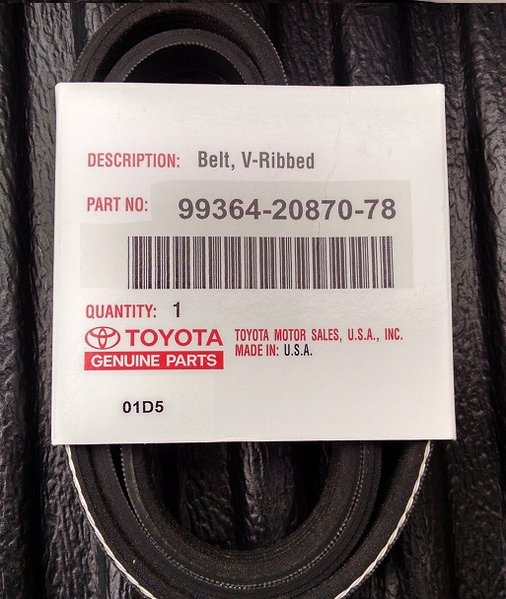 DESCRIPTION: Belt, V-Ribbed
PART NO: 99364-20870-78
QUANTITY: 1
TOYOTA
GENUINE PARTS
TOYOTA MOTOR SALES, U.S.A., INC.
MADE IN: U.S.A.
01D5